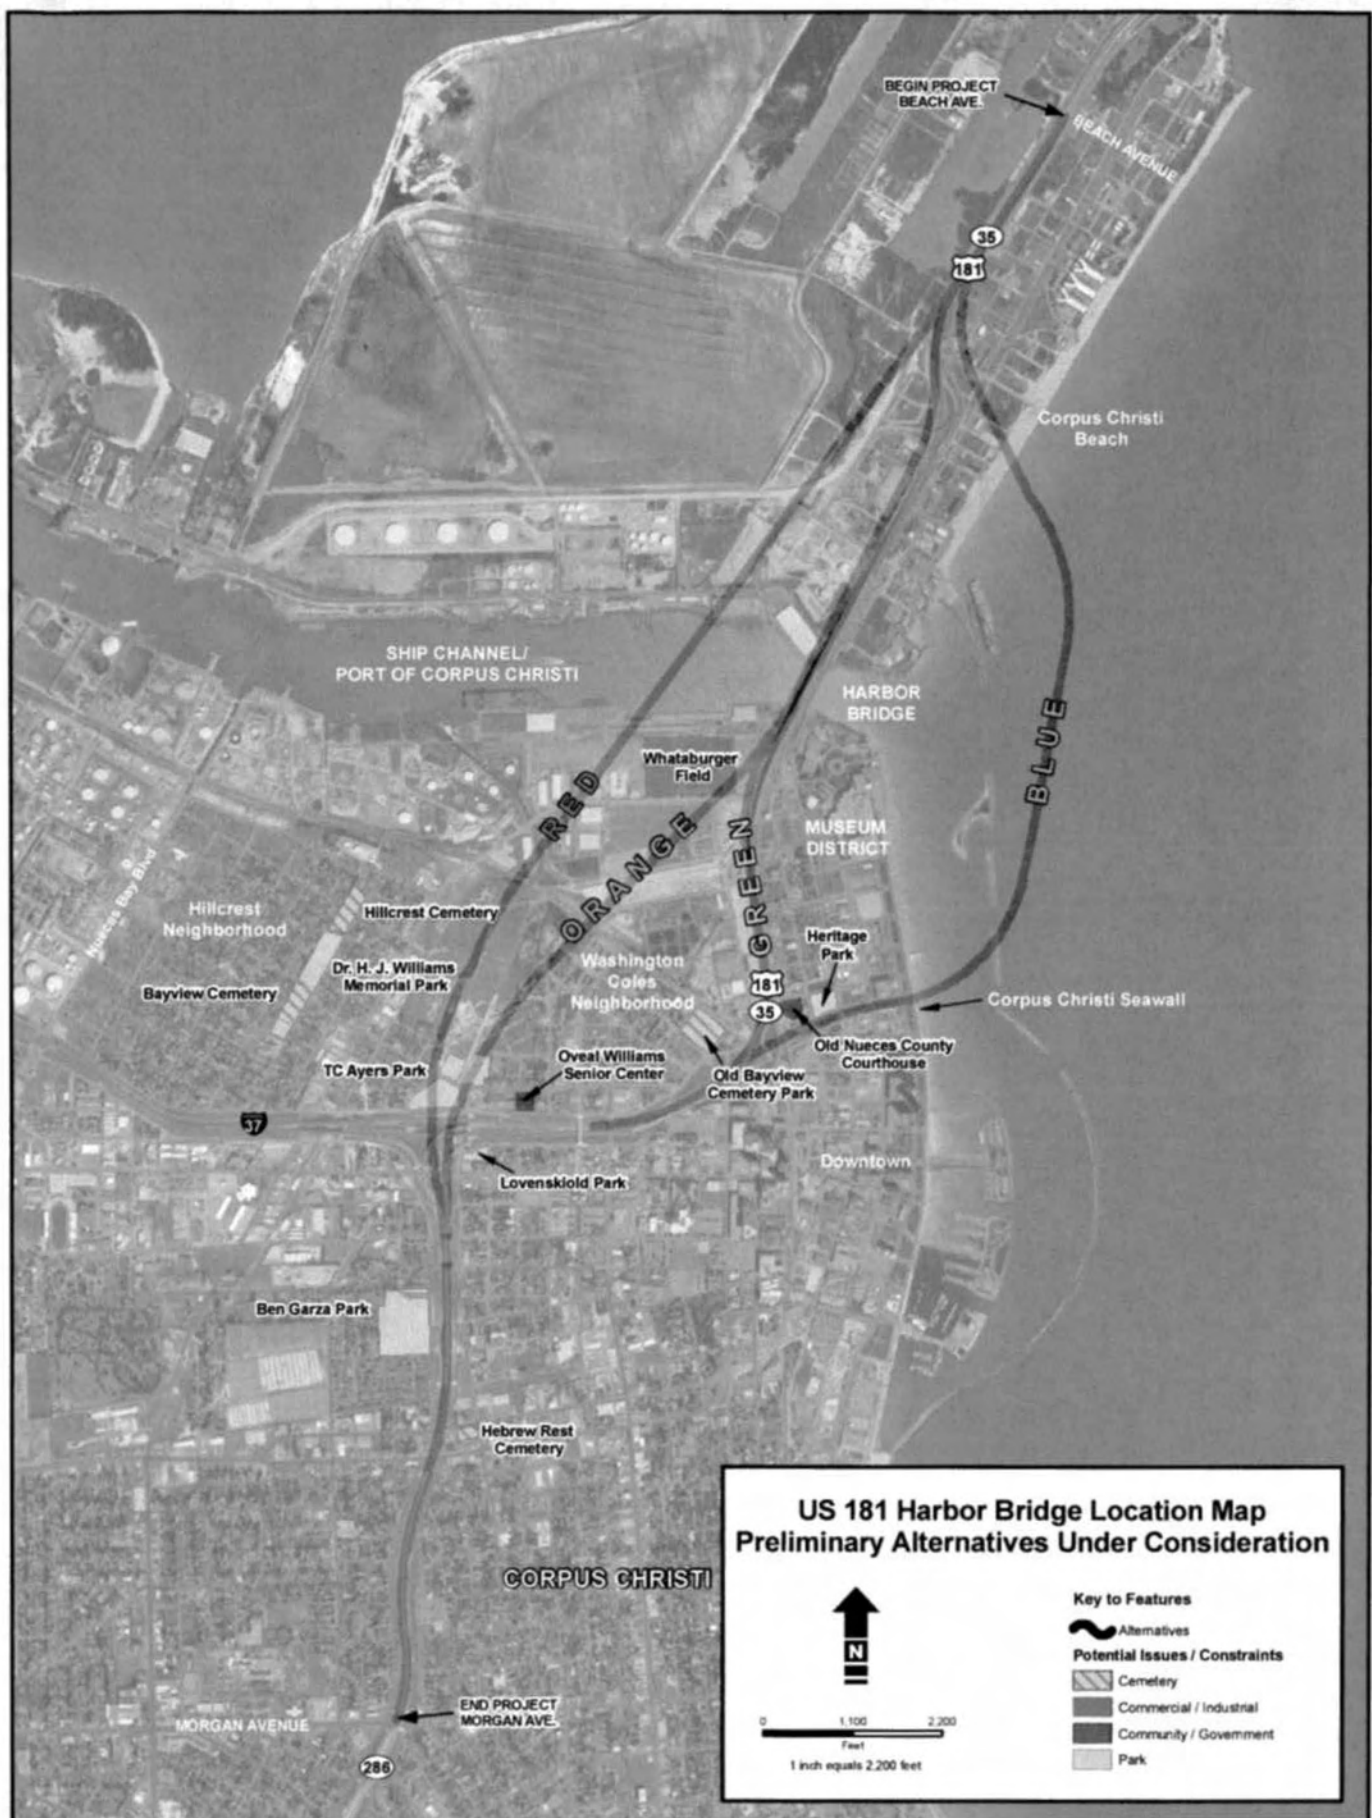 BEGIN PROJECT
BEACH AVE.
BEACH AVENUE
35
181
Corpus Christi
Beach
SHIP CHANNEL/
PORT OF CORPUS CHRISTI
HARBOR
BRIDGE
BLUE
Whataburger
Field
RED
ORANGE
GREEN
MUSEUM
DISTRICT
Nueces Bay Blvd
Hillcrest
Neighborhood
Hillcrest Cemetery
Heritage
Park
Washington
Coles
Neighborhood
Dr. H. J. Williams
Memorial Park
Bayview Cemetery
181
35
Corpus Christi Seawall
Old Nueces County
Courthouse
Oveal Williams
Senior Center
TC Ayers Park
Old Bayview
Cemetery Park
37
Downtown
Lovenskiold Park
Ben Garza Park
Hebrew Rest
Cemetery
CORPUS CHRISTI
END PROJECT
MORGAN AVE.
MORGAN AVENUE
286
US 181 Harbor Bridge Location Map
Preliminary Alternatives Under Consideration
N
0 1,100 2,200
Feet
1 inch equals 2,200 feet
Key to Features
Alternatives
Potential Issues / Constraints
Cemetery
Commercial / Industrial
Community / Government
Park